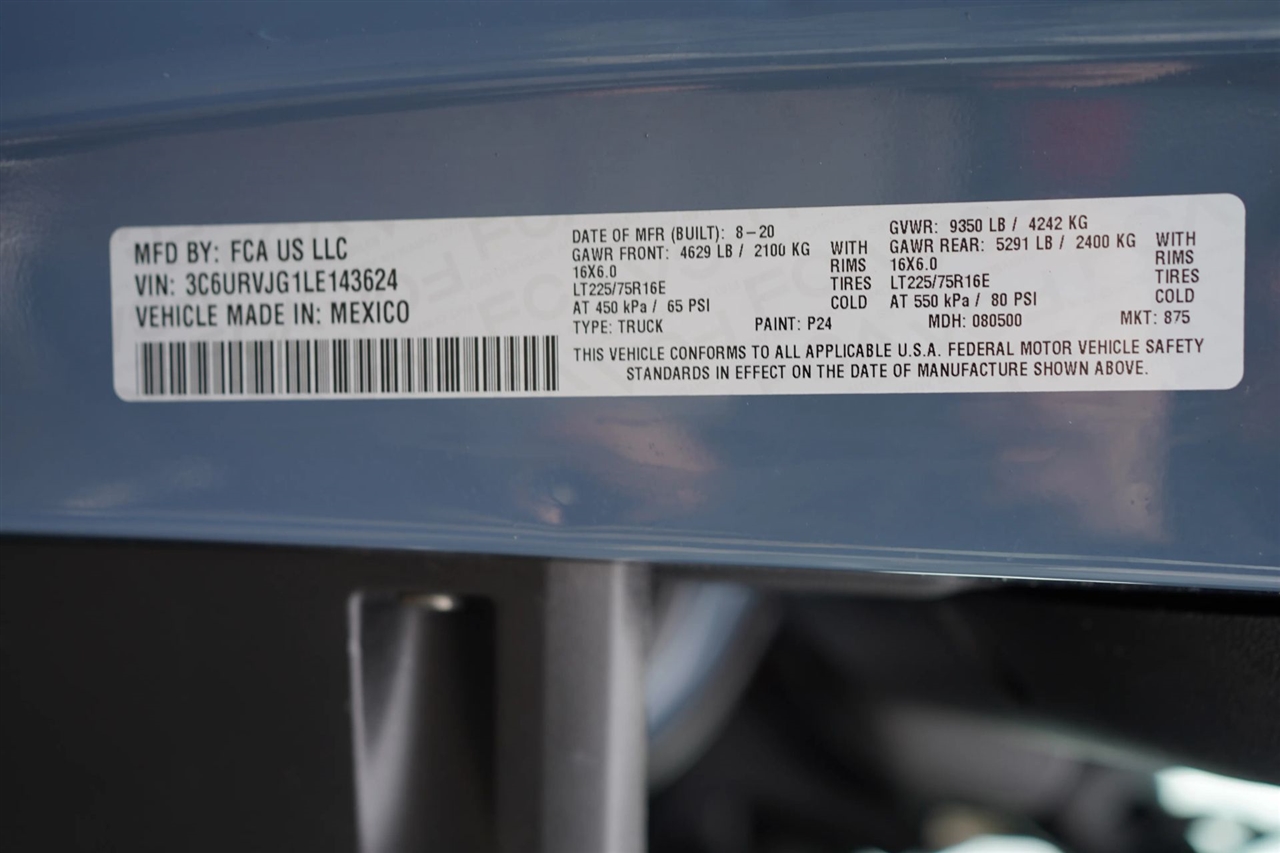 MFD BY: FCA US LLC
VIN: 3C6URVJG1LE143624
VEHICLE MADE IN: MEXICO
DATE OF MFR (BUILT): 8-20
GAWR FRONT: 4629 LB / 2100 KG WITH
16X6.0 RIMS
LT225/75R16E TIRES
AT 450 kPa / 65 PSI COLD
GVWR: 9350 LB / 4242 KG
GAWR REAR: 5291 LB / 2400 KG WITH
16X6.0 RIMS
LT225/75R16E TIRES
AT 550 kPa / 80 PSI COLD
TYPE: TRUCK PAINT: P24 MDH: 080500 MKT: 875
THIS VEHICLE CONFORMS TO ALL APPLICABLE U.S.A. FEDERAL MOTOR VEHICLE SAFETY
STANDARDS IN EFFECT ON THE DATE OF MANUFACTURE SHOWN ABOVE.